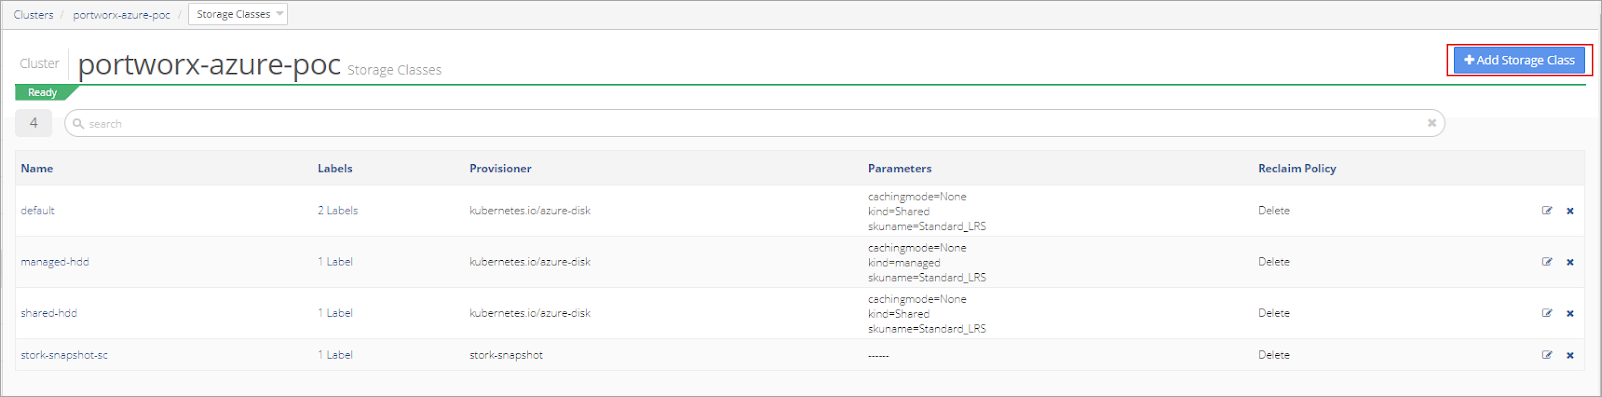 Clusters / portworx-azure-poc / Storage Classes
Cluster portworx-azure-poc Storage Classes
+ Add Storage Class
Ready
4 search
Name Labels Provisioner Parameters Reclaim Policy
default 2 Labels kubernetes.io/azure-disk cachingmode=None Delete
kind=Shared
skuname=Standard_LRS
managed-hdd 1 Label kubernetes.io/azure-disk cachingmode=None Delete
kind=managed
skuname=Standard_LRS
shared-hdd 1 Label kubernetes.io/azure-disk cachingmode=None Delete
kind=Shared
skuname=Standard_LRS
stork-snapshot-sc 1 Label stork-snapshot ------ Delete